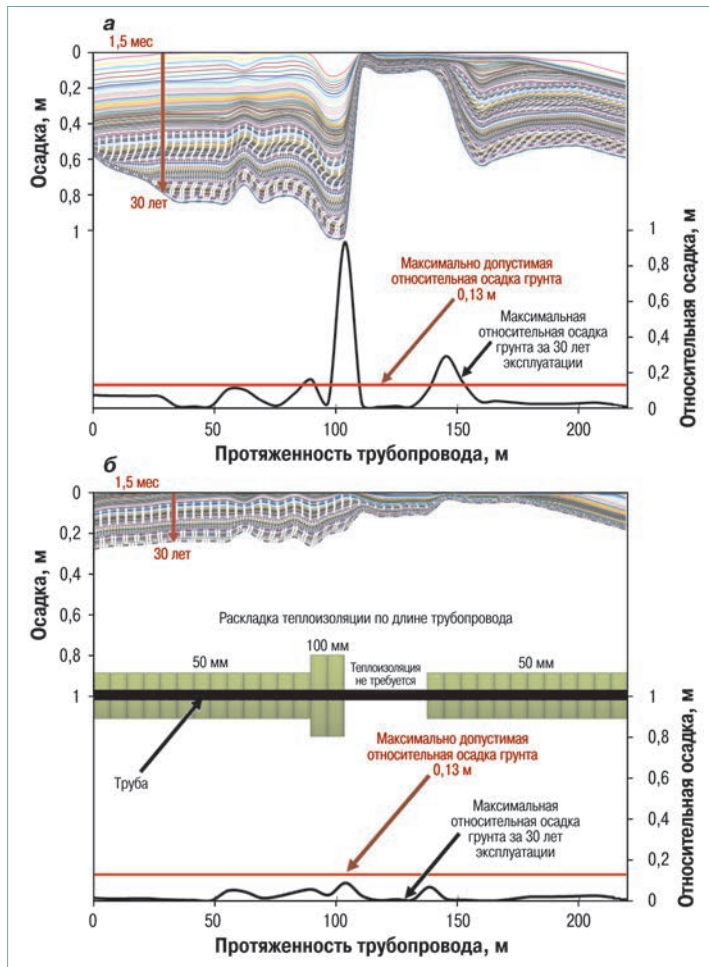 а
1,5 мес
0
0,2
0,4
0,6
0,8
1
Осадка, м
30 лет
Максимально допустимая
относительная осадка грунта
0,13 м
Максимальная
относительная осадка
грунта за 30 лет
эксплуатации
1
0,8
0,6
0,4
0,2
0
Относительная осадка, м
0 50 100 150 200
Протяженность трубопровода, м
б
1,5 мес
0
0,2
0,4
0,6
0,8
1
Осадка, м
30 лет
Раскладка теплоизоляции по длине трубопровода
50 мм
100 мм
Теплоизоляция
не требуется
50 мм
Труба
Максимально допустимая
относительная осадка грунта
0,13 м
Максимальная
относительная осадка
грунта за 30 лет
эксплуатации
1
0,8
0,6
0,4
0,2
0
Относительная осадка, м
0 50 100 150 200
Протяженность трубопровода, м